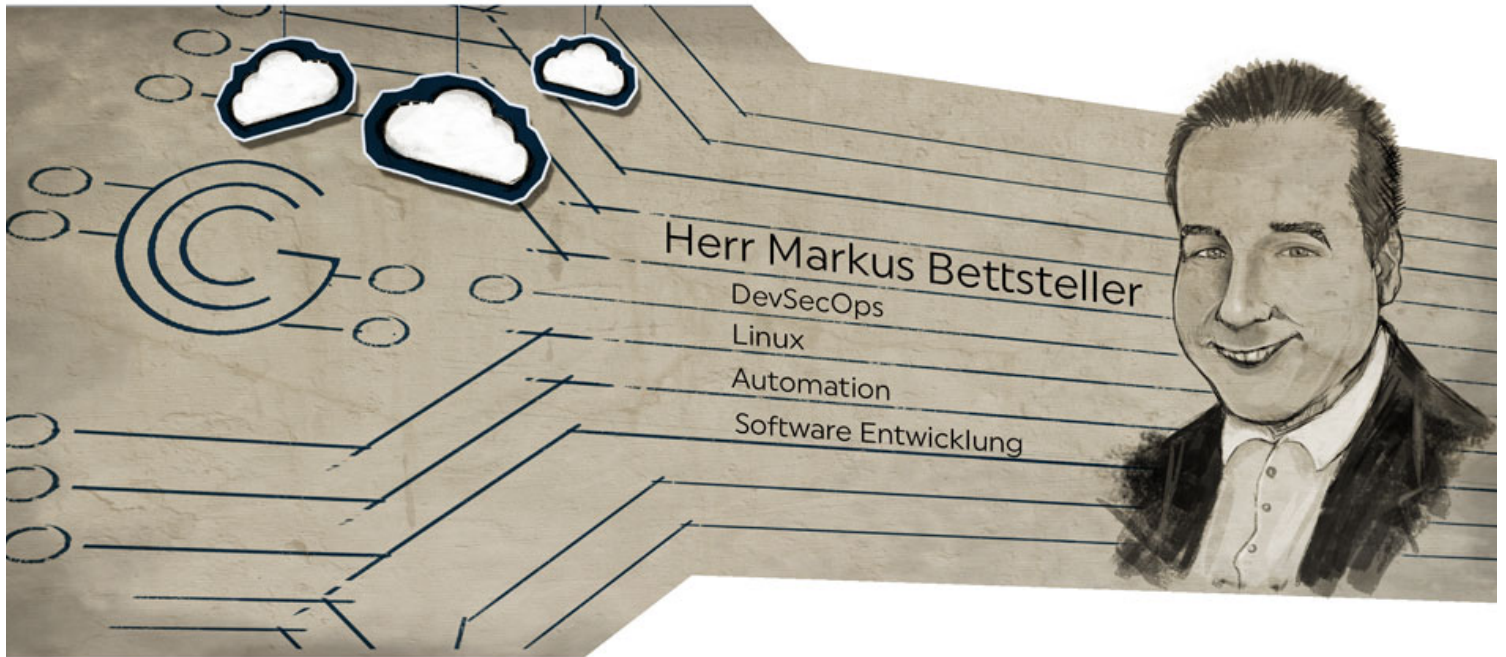 Herr Markus Bettsteller
DevSecOps
Linux
Automation
Software Entwicklung